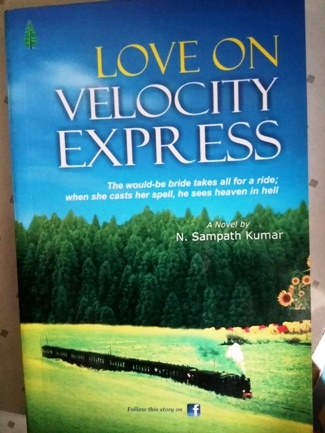 LOVE ON
VELOCITY
EXPRESS
The would-be bride takes all for a ride;
when she casts her spell, he sees heaven in hell
A Novel by
N. Sampath Kumar
Follow this story on f